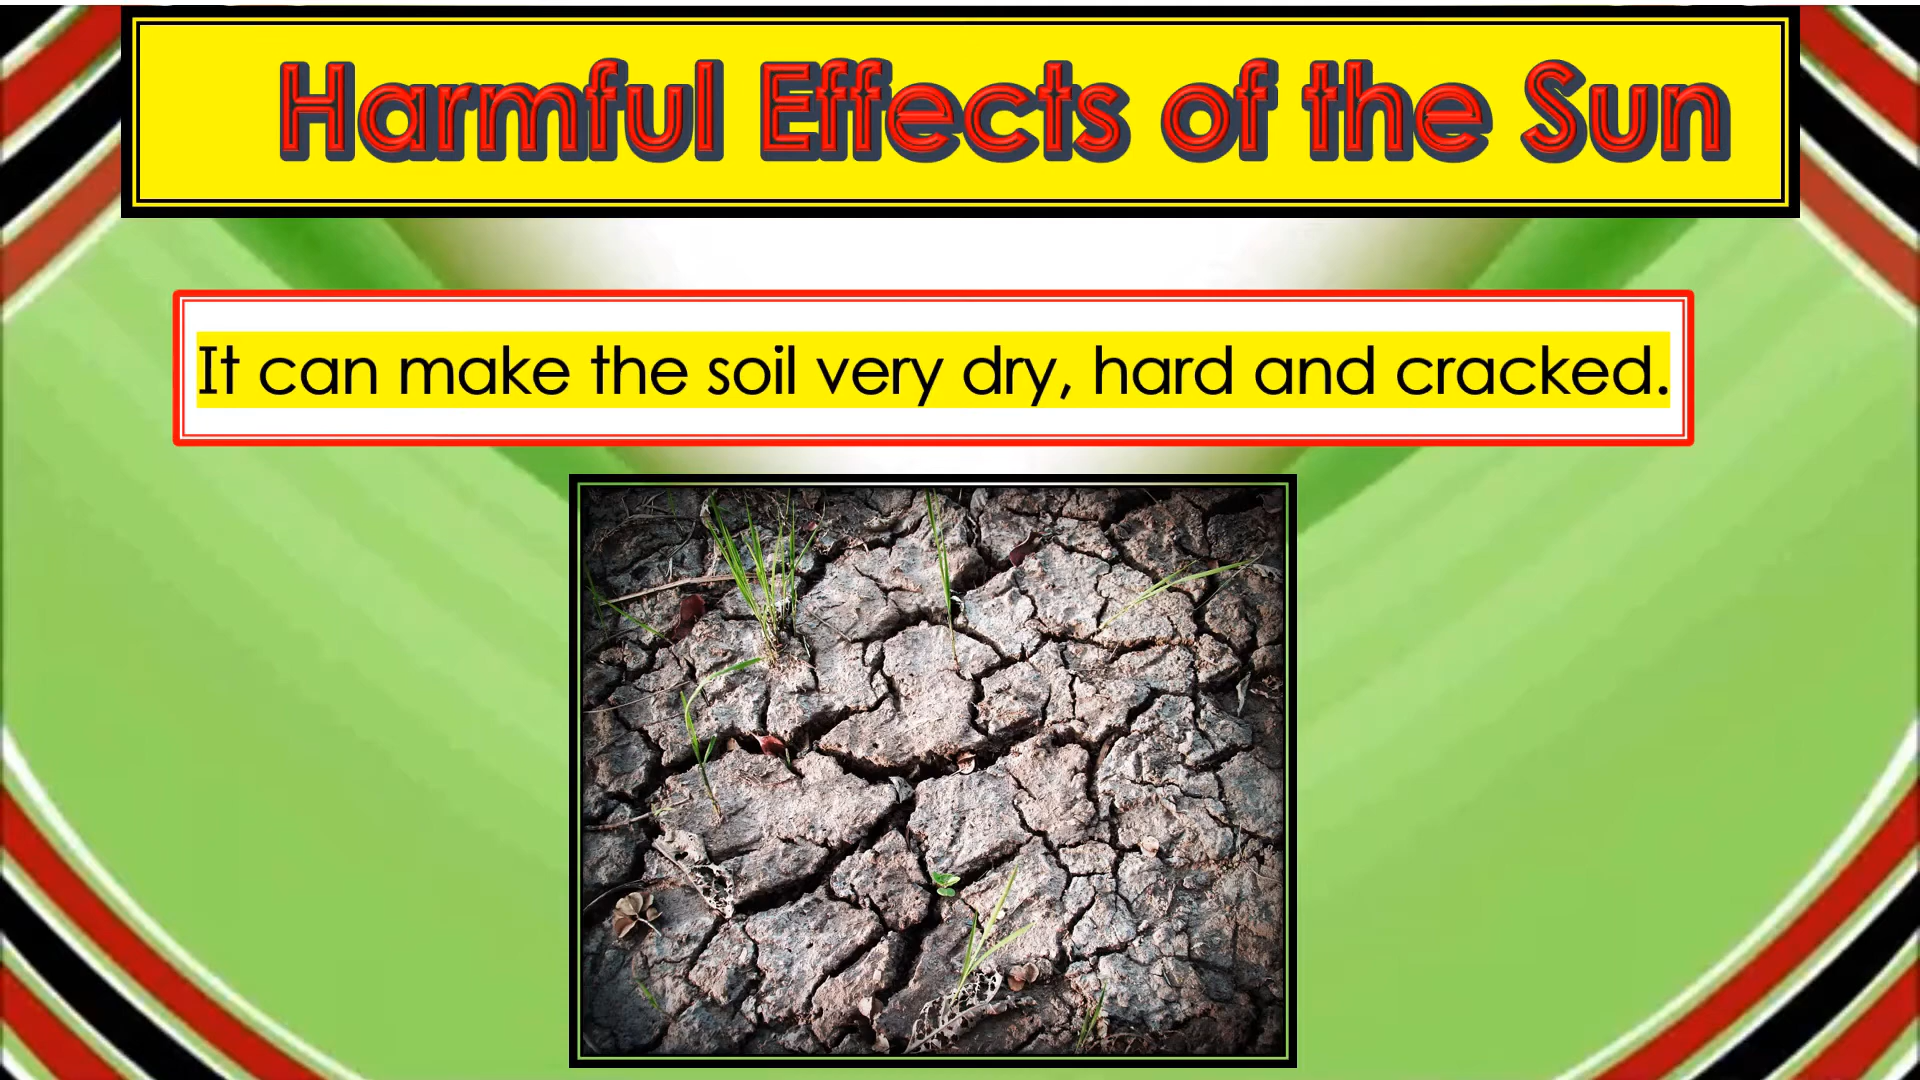 Harmful Effects of the Sun
It can make the soil very dry, hard and cracked.